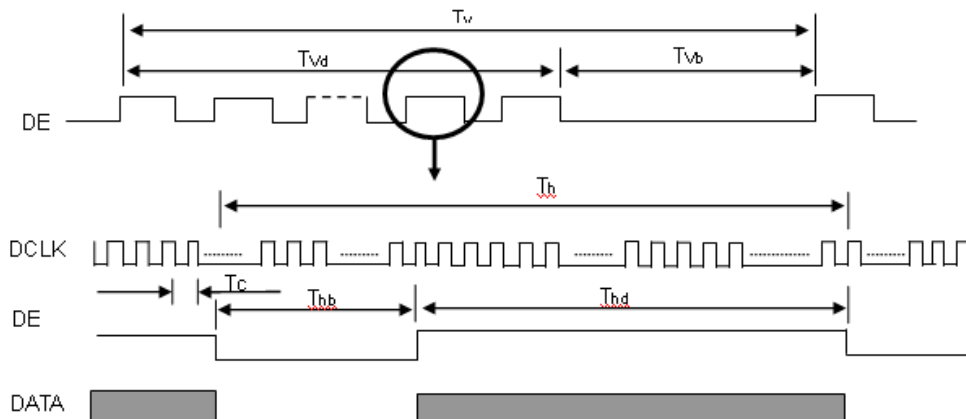 Tv
TVd
TVb
DE
Th
DCLK
Tc
Thb
Thd
DE
DATA